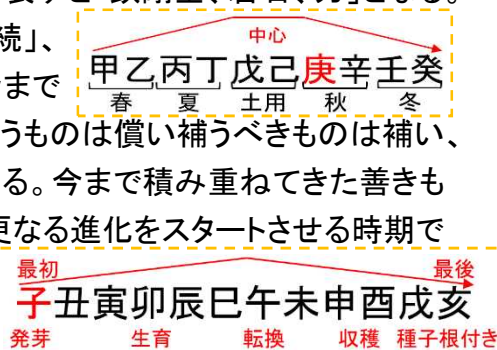 続」、
中心
甲乙丙丁戊己庚辛壬癸
春 夏 土用 秋 冬
まで
うものは償い補うべきものは補い、
る。今まで積み重ねてきた善きも
更なる進化をスタートさせる時期で
最初 最後
子丑寅卯辰巳午未申酉戌亥
発芽 生育 転換 収穫 種子根付き